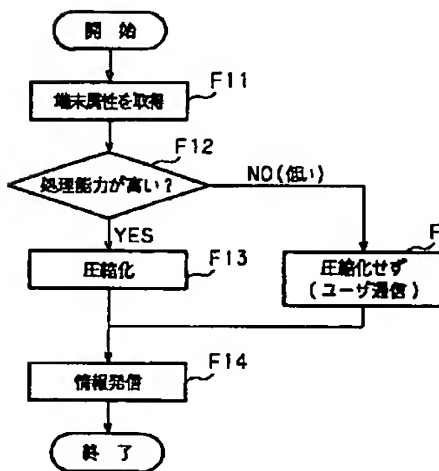 開 始
F11
端末属性を取得
F12
処理能力が高い?
NO(低い)
YES
F13
F
圧縮化
圧縮化せず
(ユーザ通信)
F14
情報発信
終 了